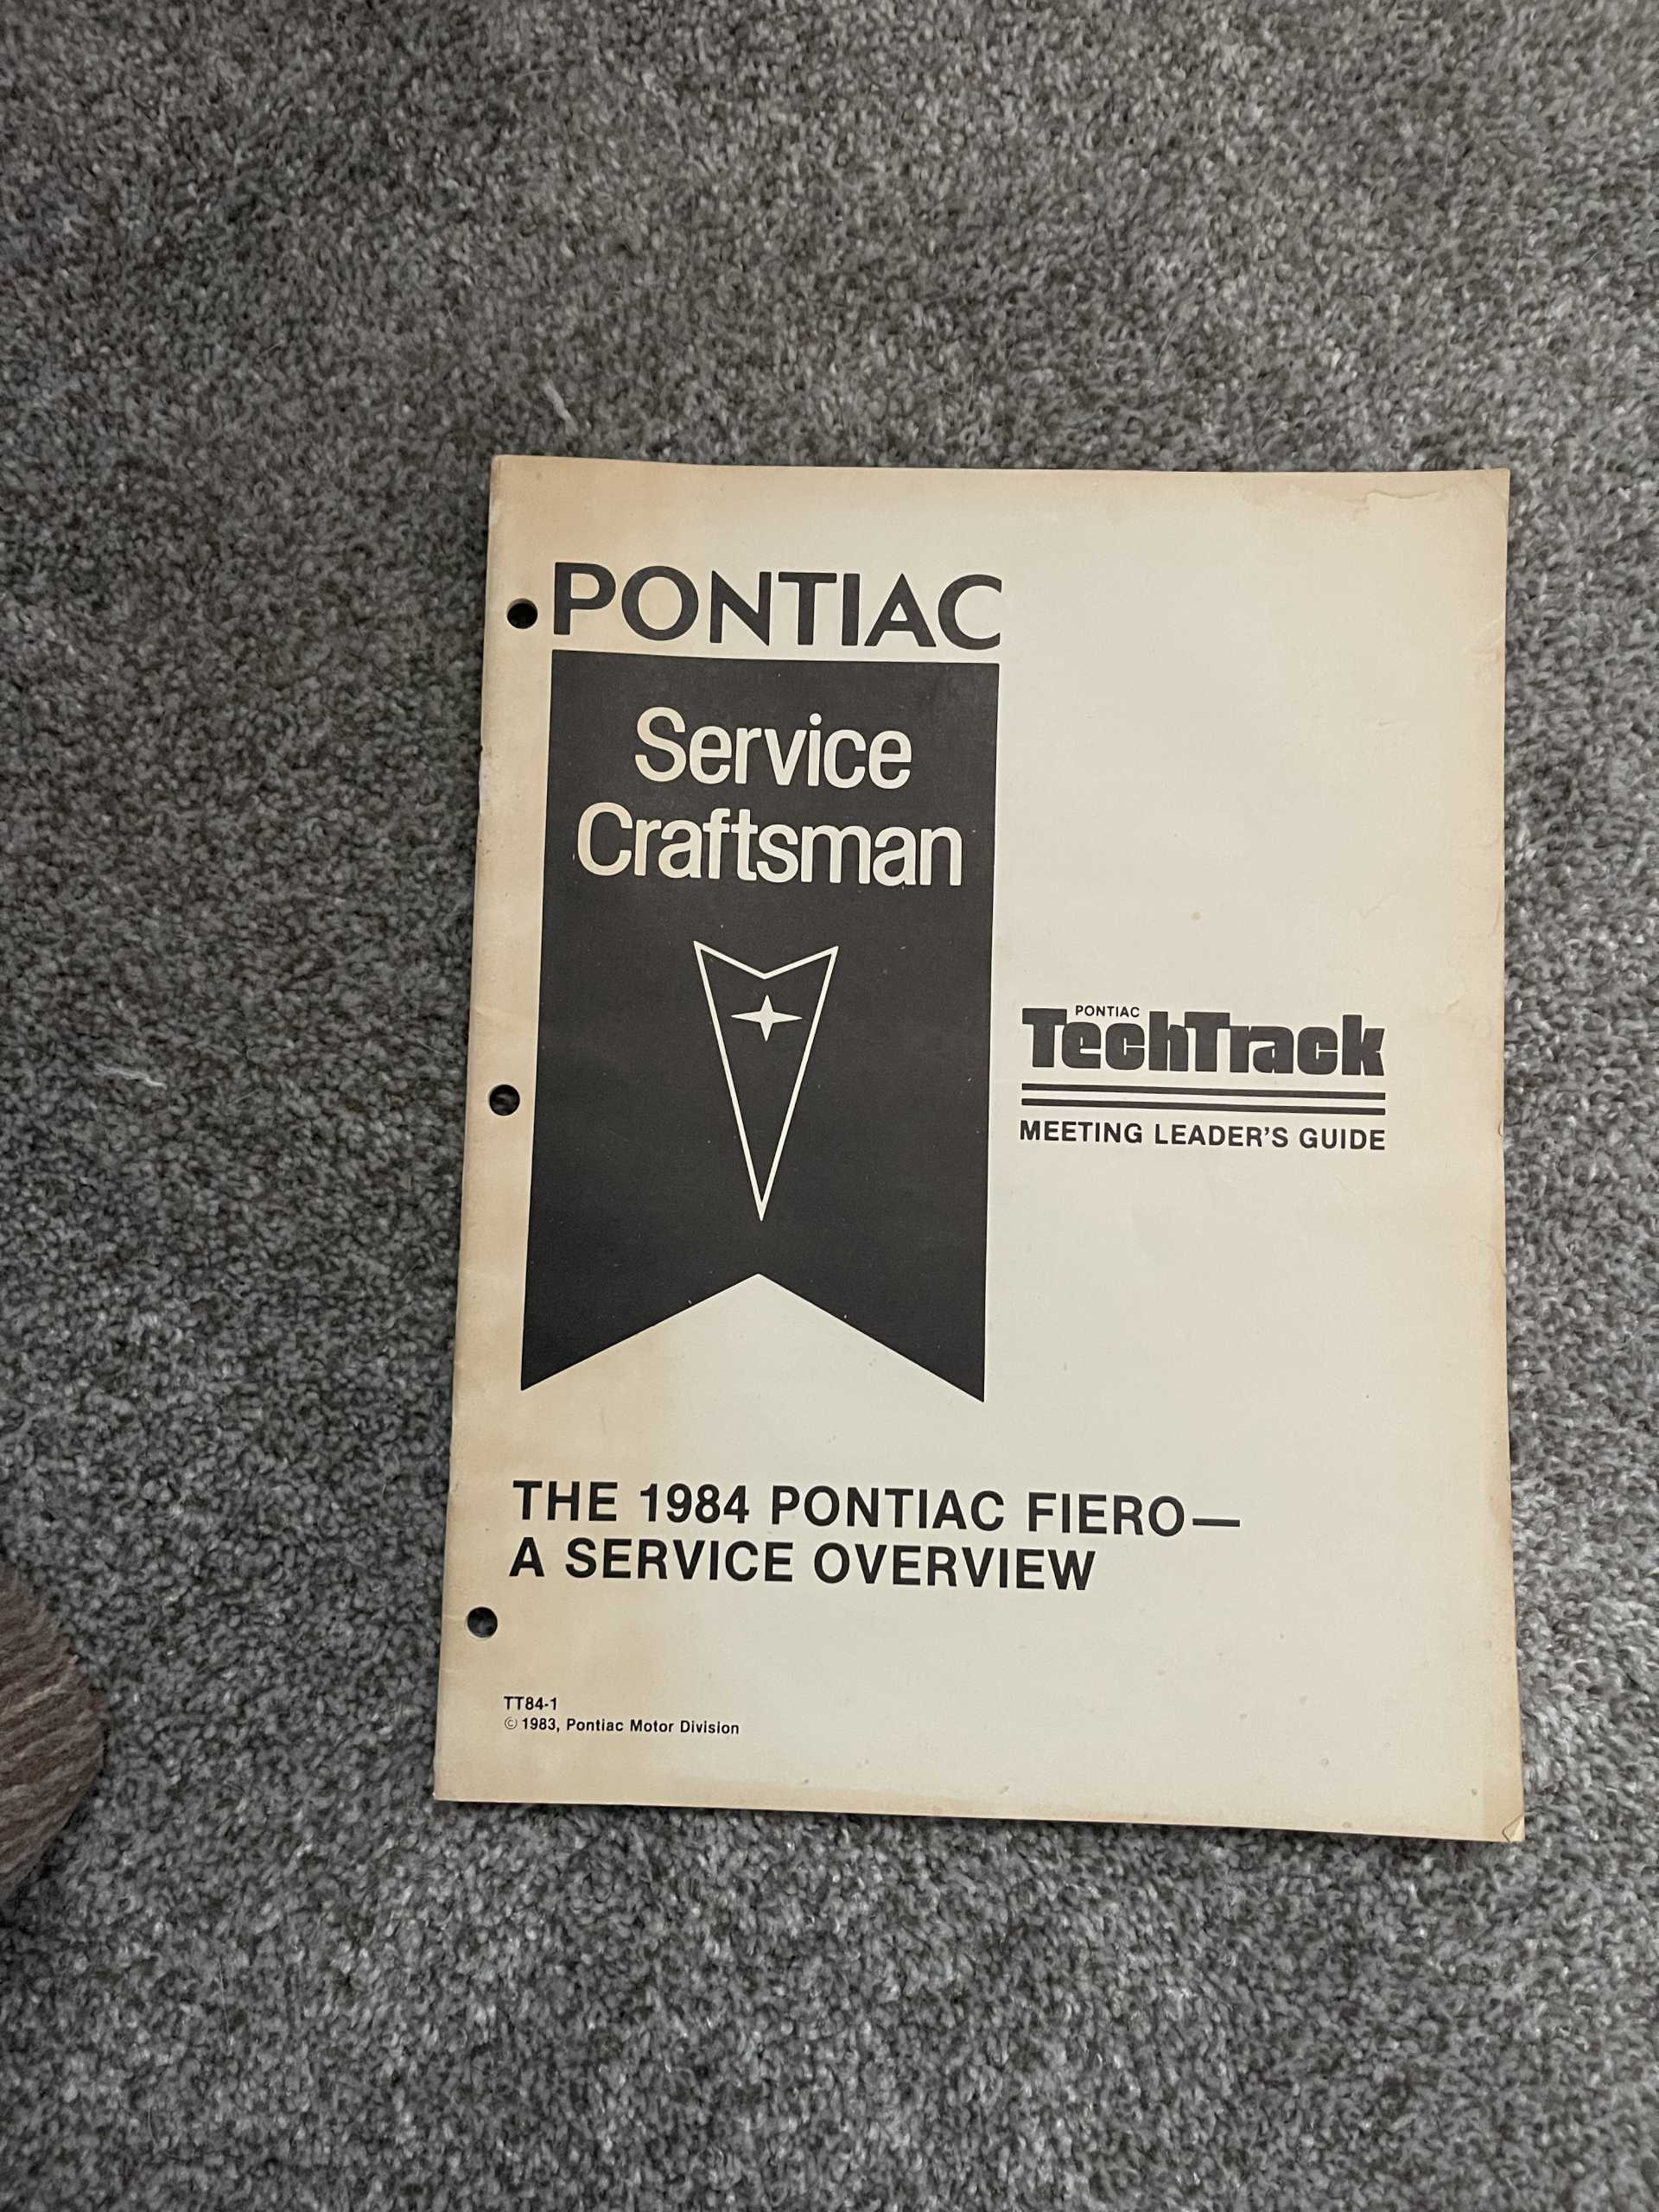 PONTIAC
Service
Craftsman
PONTIAC
TechTrack
MEETING LEADER'S GUIDE
THE 1984 PONTIAC FIERO—
A SERVICE OVERVIEW
TT84-1
© 1983, Pontiac Motor Division